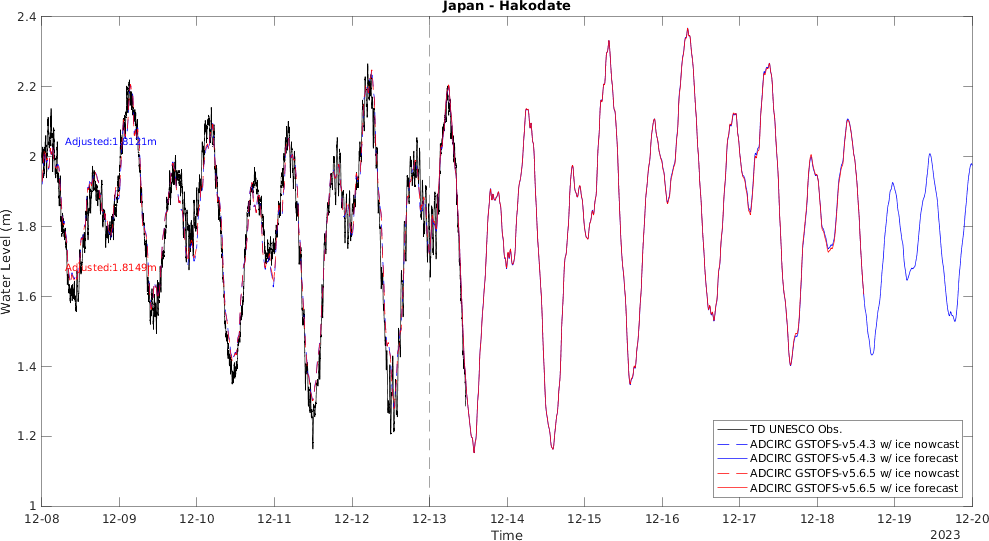 Japan - Hakodate
Water Level (m)
2.4
2.2
2
1.8
1.6
1.4
1.2
1
Adjusted:1.8121m
Adjusted:1.8149m
TD UNESCO Obs.
ADCIRC GSTOFS-v5.4.3 w/ ice nowcast
ADCIRC GSTOFS-v5.4.3 w/ ice forecast
ADCIRC GSTOFS-v5.6.5 w/ ice nowcast
ADCIRC GSTOFS-v5.6.5 w/ ice forecast
12-08 12-09 12-10 12-11 12-12 12-13 12-14 12-15 12-16 12-17 12-18 12-19 12-20
Time
2023